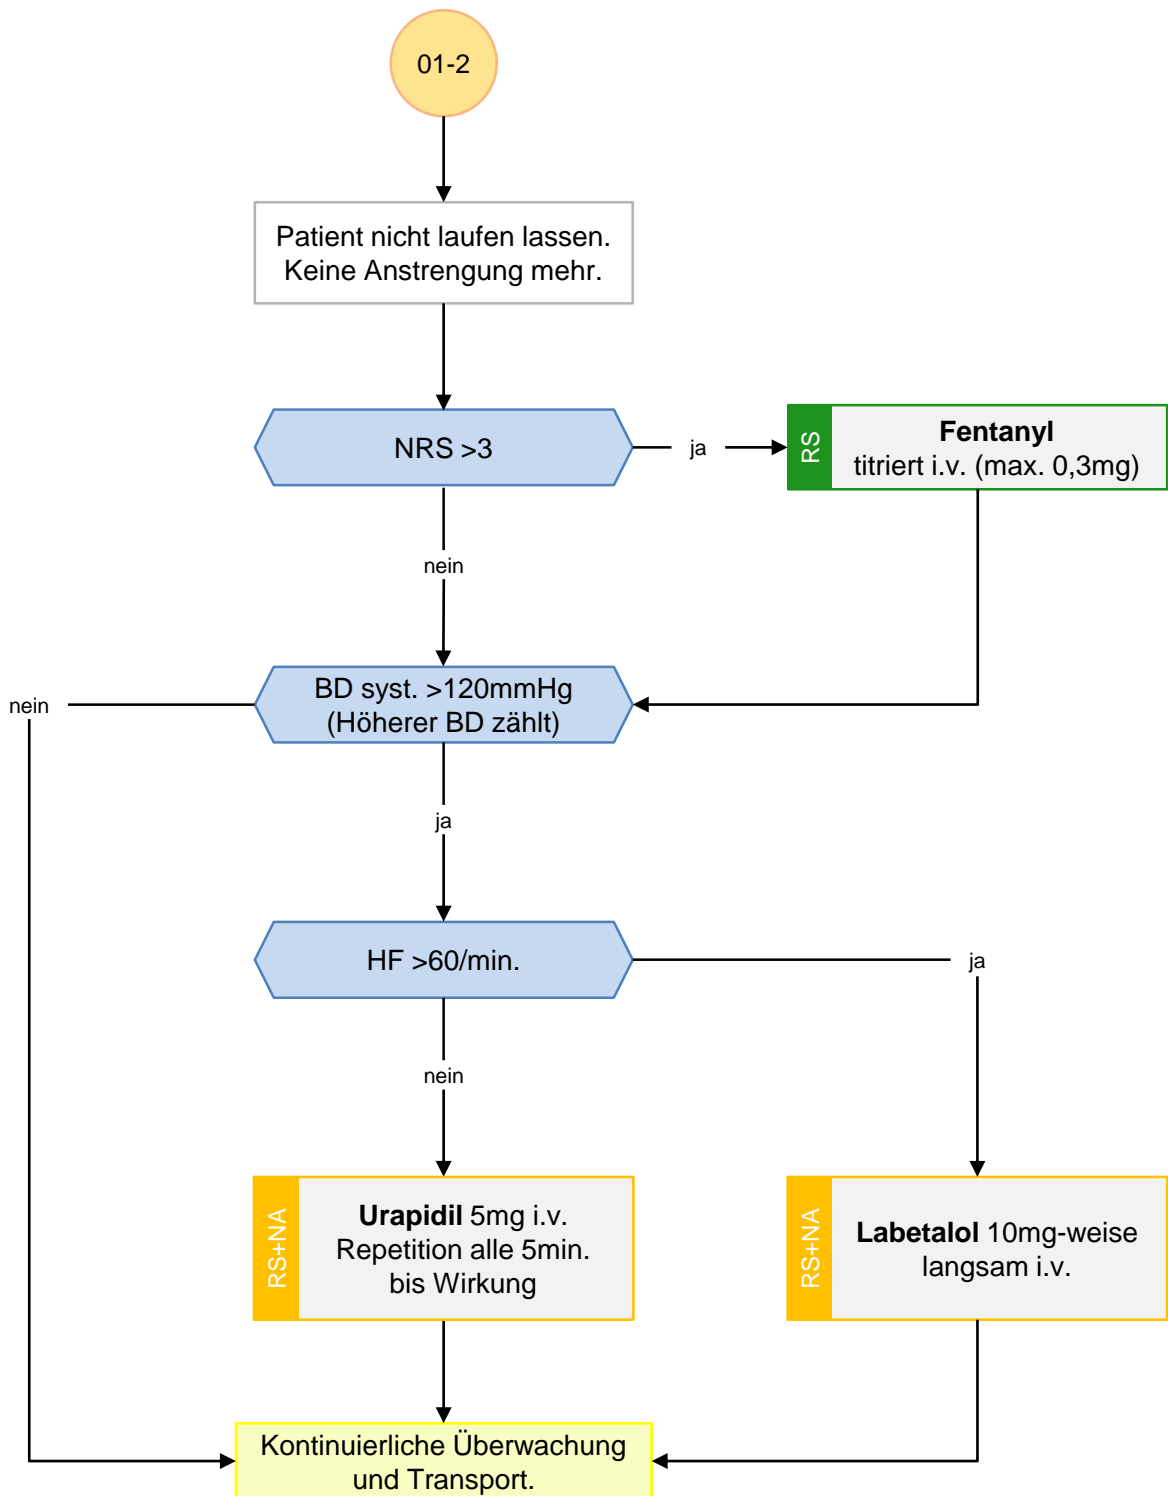 01-2
Patient nicht laufen lassen.
Keine Anstrengung mehr.
NRS >3
ja
RS
Fentanyl
titriert i.v. (max. 0,3mg)
nein
BD syst. >120mmHg
(Höherer BD zählt)
nein
ja
HF >60/min.
ja
nein
RS+NA
Urapidil 5mg i.v.
Repetition alle 5min.
bis Wirkung
RS+NA
Labetalol 10mg-weise
langsam i.v.
Kontinuierliche Überwachung
und Transport.